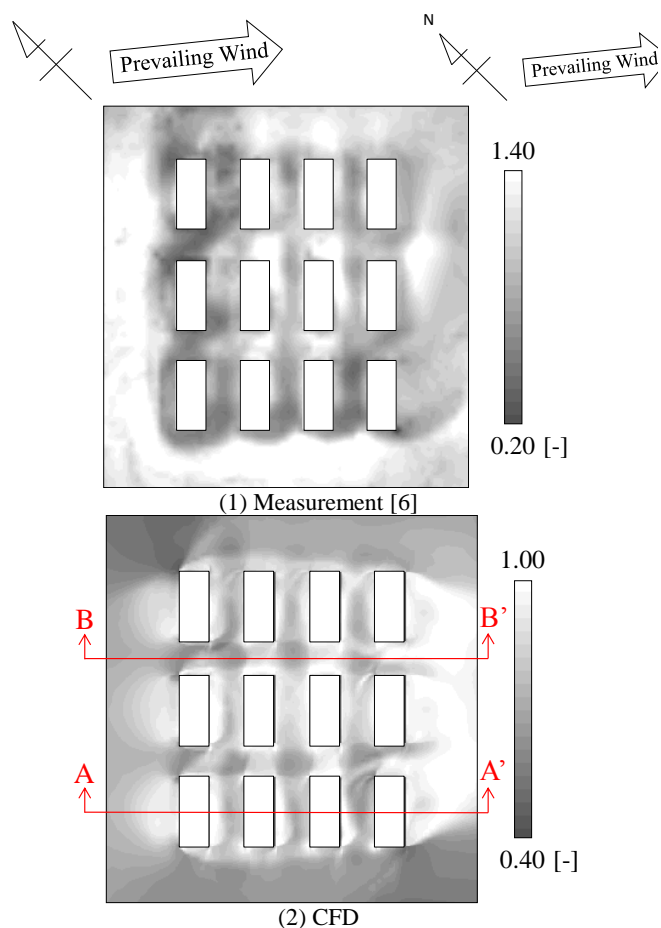 N
Prevailing Wind
Prevailing Wind
1.40
0.20 [-]
(1) Measurement [6]
1.00
B
B’
A
A’
0.40 [-]
(2) CFD